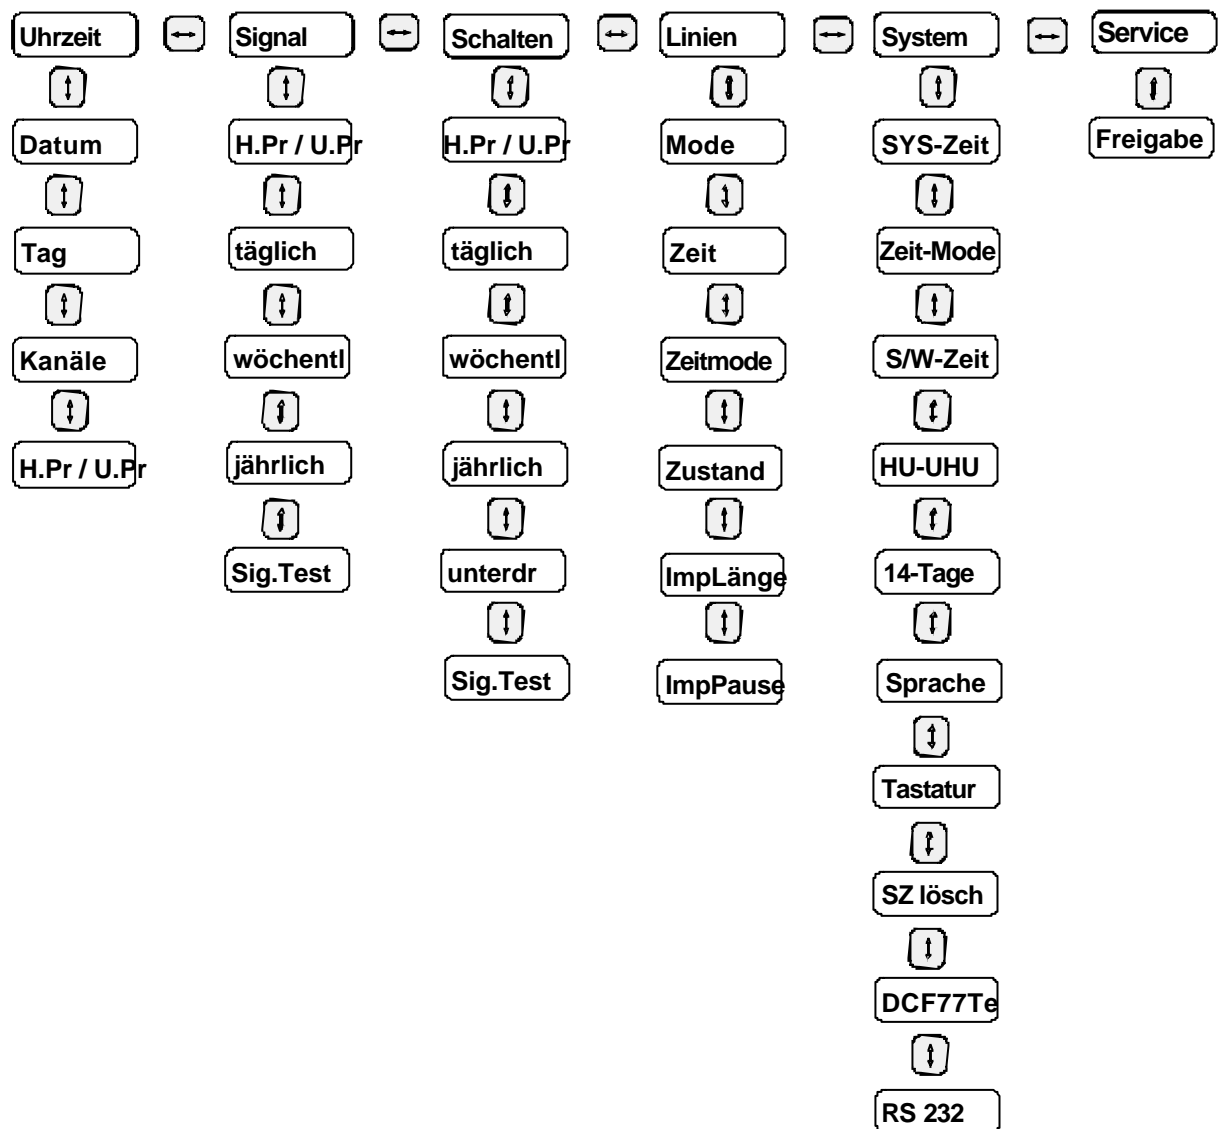 Uhrzeit
Signal
Schalten
Linien
System
Service
Datum
H.Pr / U.Pr
H.Pr / U.Pr
Mode
SYS-Zeit
Freigabe
Tag
täglich
täglich
Zeit
Zeit-Mode
Kanäle
wöchentl
wöchentl
Zeitmode
S/W-Zeit
H.Pr / U.Pr
jährlich
jährlich
Zustand
HU-UHU
Sig.Test
unterdr
ImpLänge
14-Tage
Sig.Test
ImpPause
Sprache
Tastatur
SZ lösch
DCF77Te
RS 232